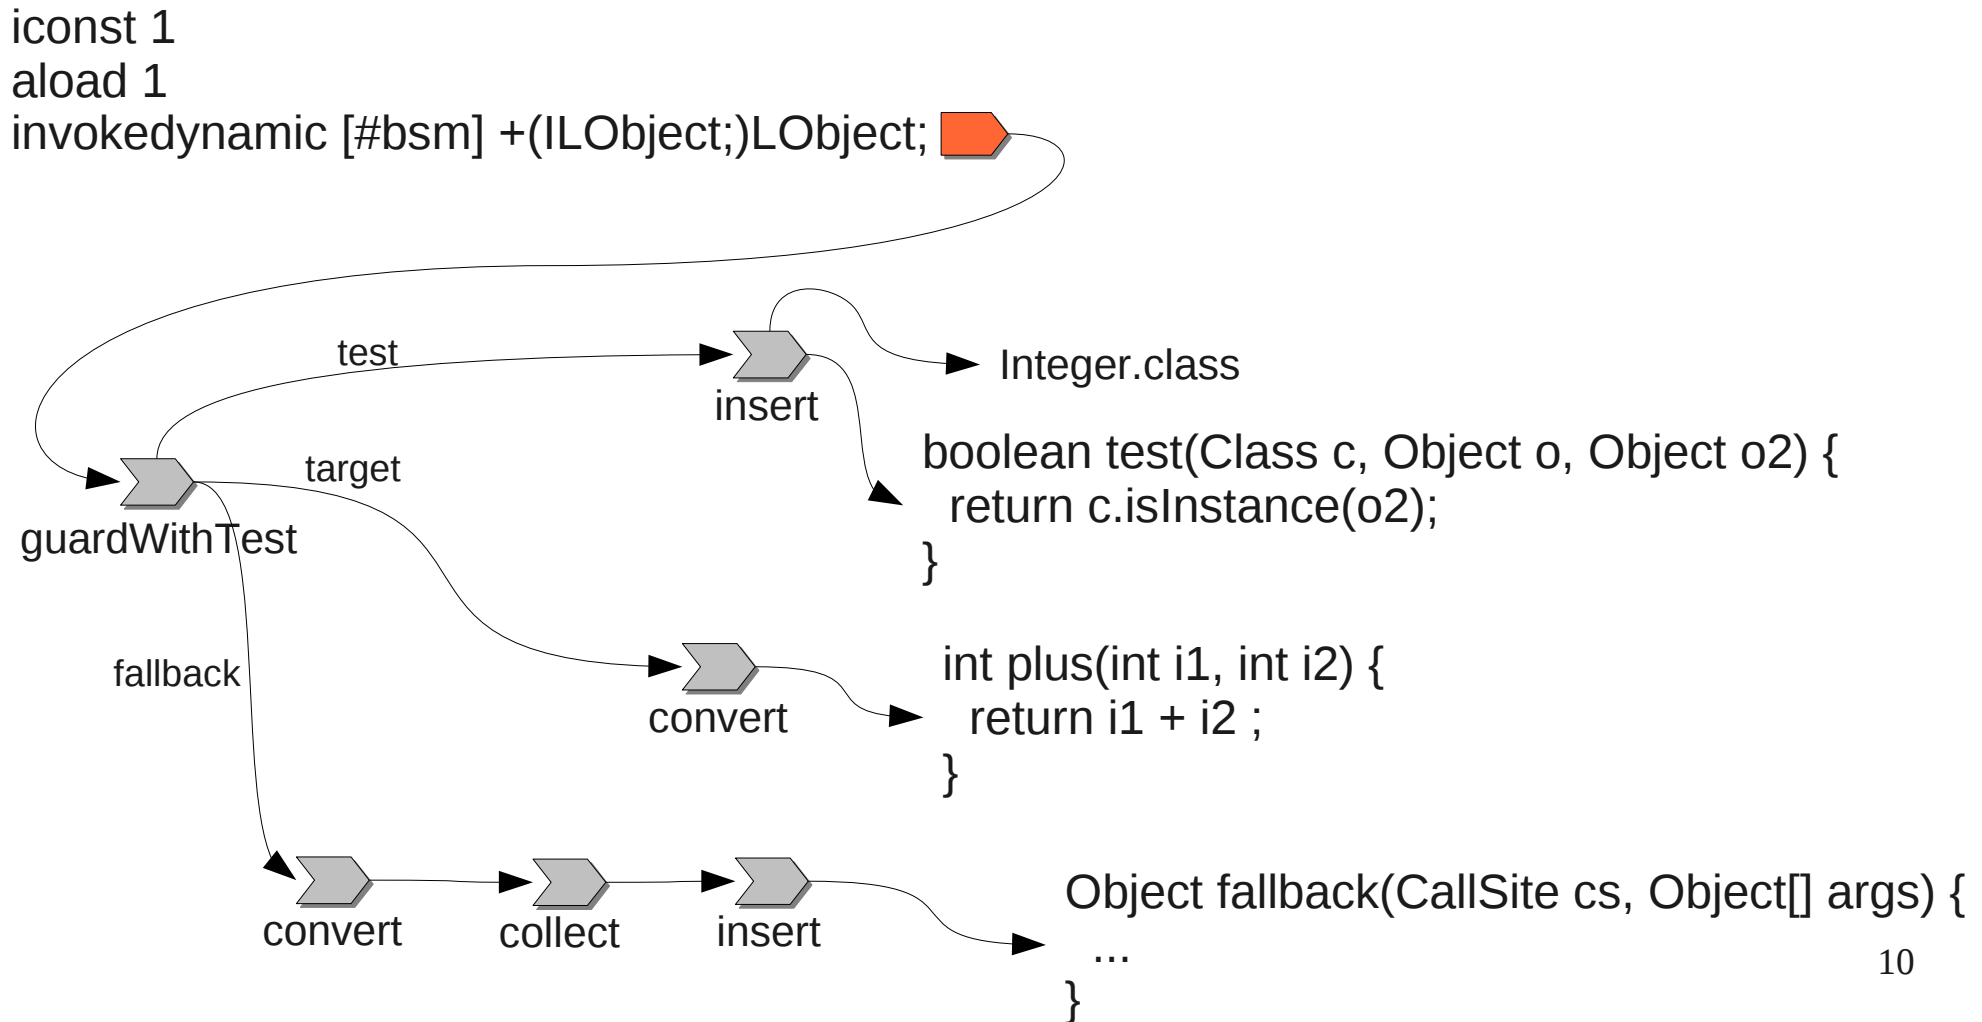 iconst 1
aload 1
invokedynamic [#bsm] +(ILObject;)LObject;
test
insert
Integer.class
boolean test(Class c, Object o, Object o2) {
return c.isInstance(o2);
}
target
guardWithTest
fallback
convert
int plus(int i1, int i2) {
return i1 + i2 ;
}
convert
collect
insert
Object fallback(CallSite cs, Object[] args) {
...
}
10